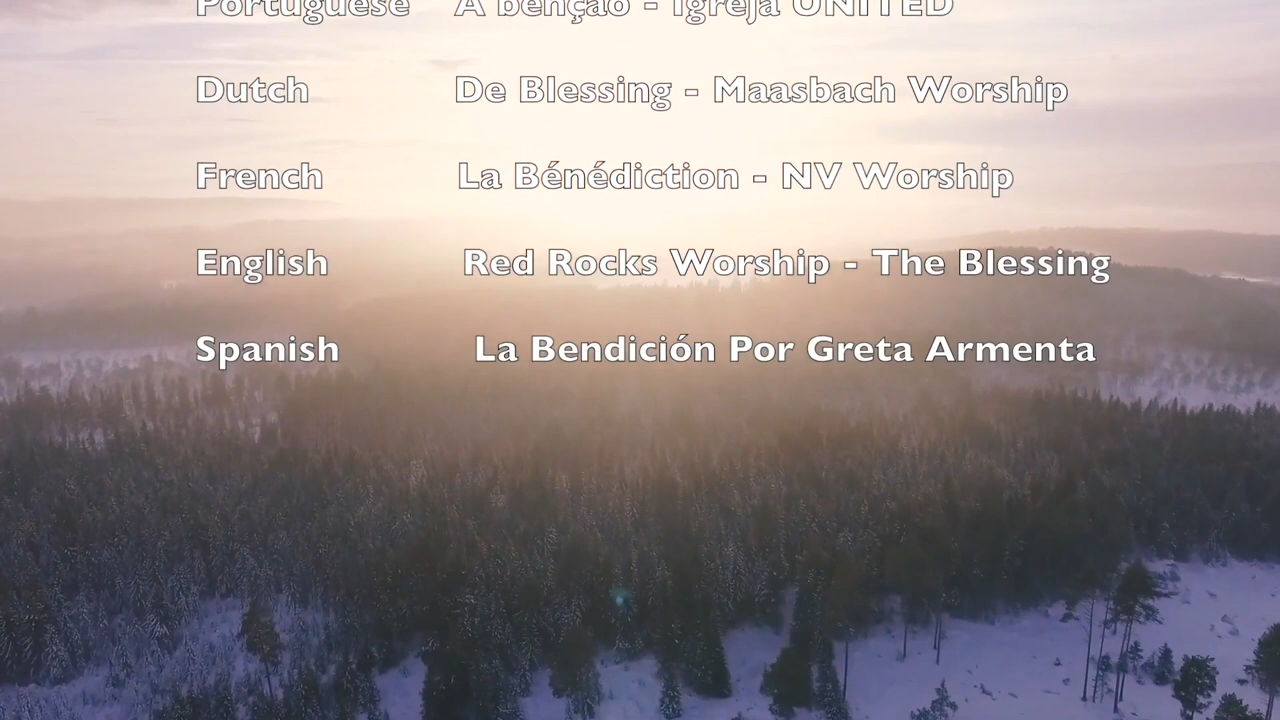 Portuguese A benção - Igreja UNITED
Dutch De Blessing - Maasbach Worship
French La Bénédiction - NV Worship
English Red Rocks Worship - The Blessing
Spanish La Bendición Por Greta Armenta